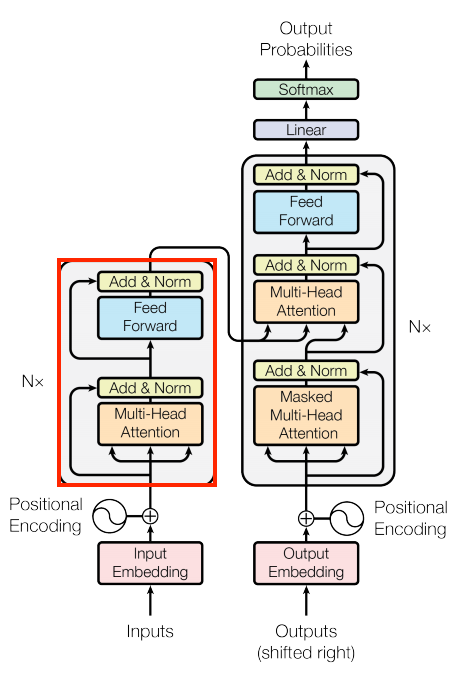 Output
Probabilities
Softmax
Linear
Add & Norm
Feed
Forward
Add & Norm
Multi-Head
Attention
Add & Norm
Masked
Multi-Head
Attention
N×
Add & Norm
Feed
Forward
Add & Norm
Multi-Head
Attention
N×
Positional
Encoding
Positional
Encoding
Input
Embedding
Output
Embedding
Inputs
Outputs
(shifted right)